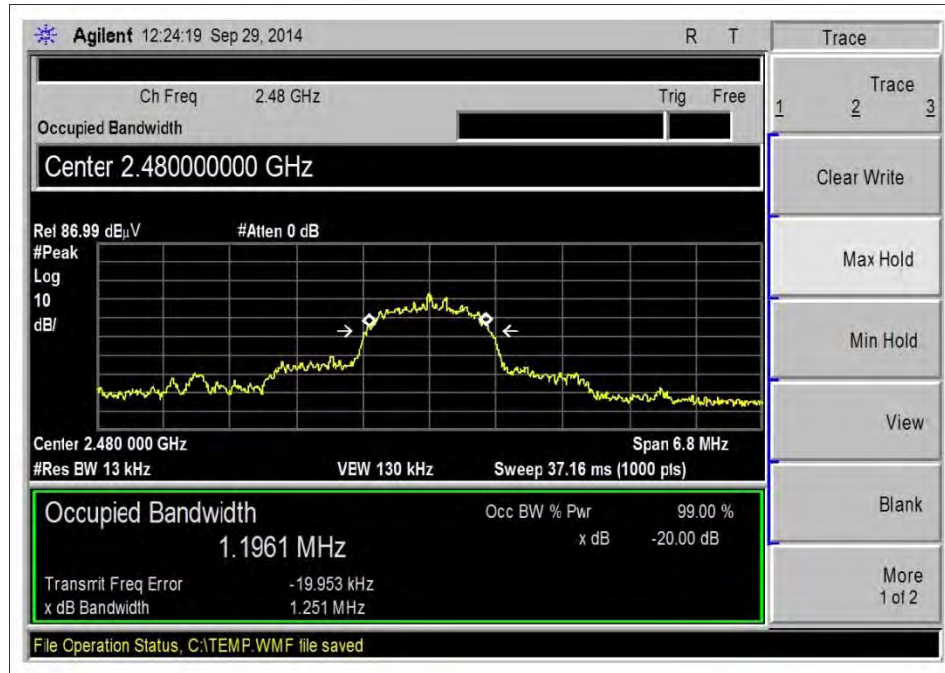 Agilent 12:24:19 Sep 29, 2014 R T Trace
Ch Freq 2.48 GHz Trig Free
Occupied Bandwidth
Trace
1 2 3
Center 2.480000000 GHz
Clear Write
Ref 86.99 dBµV #Atten 0 dB
#Peak
Log
10
dB/
Max Hold
Min Hold
View
Center 2.480 000 GHz Span 6.8 MHz
#Res BW 13 kHz VBW 130 kHz Sweep 37.16 ms (1000 pts)
Occupied Bandwidth Occ BW % Pwr 99.00 %
1.1961 MHz x dB -20.00 dB
Blank
Transmit Freq Error -19.953 kHz
x dB Bandwidth 1.251 MHz
More
1 of 2
File Operation Status, C:\TEMP.WMF file saved